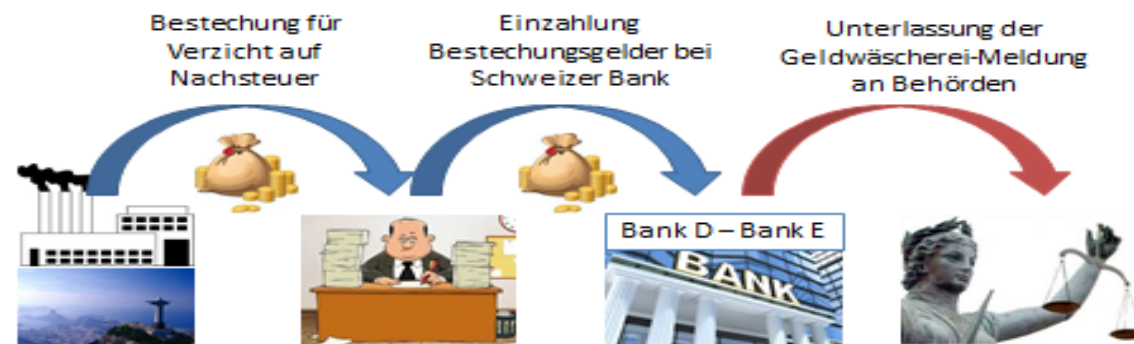 Bestechung für
Verzicht auf
Nachsteuer
Einzahlung
Bestechungsgelder bei
Schweizer Bank
Unterlassung der
Geldwäscherei-Meldung
an Behörden
Bank D – Bank E
BANK